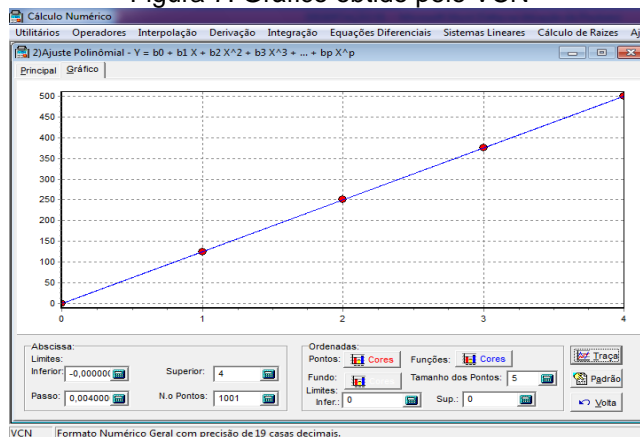 Figura 7: Gráfico obtido pelo VCN
Cálculo Numérico
Utilitários Operadores Interpolação Derivação Integração Equações Diferenciais Sistemas Lineares Cálculo de Raizes Aj
2)Ajuste Polinômial - Y = b0 + b1 X + b2 X^2 + b3 X^3 + ... + bp X^p
Principal Gráfico
500
450
400
350
300
250
200
150
100
50
0
0 1 2 3 4
Abscissa: Ordenadas:
Limites: Pontos: Cores Funções: Cores Traça
Inferior: -0,00000( Superior: 4
Fundo: Tamanho dos Pontos: 5 Padrão
Passo: 0,00400( N.o Pontos: 1001
Limites:
Infer.: 0 Sup.: 0 Volta
VCN Formato Numérico Geral com precisão de 19 casas decimais.